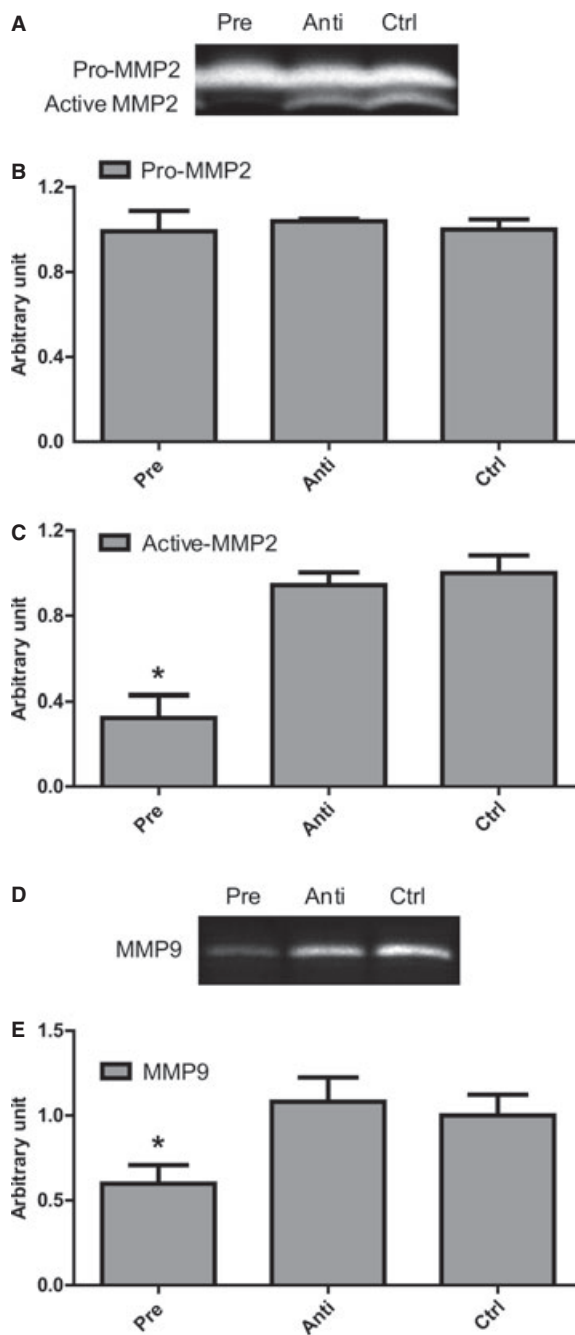 A
Pre Anti Ctrl
Pro-MMP2
Active MMP2
B
Pro-MMP2
Arbitrary unit
1.2
0.8
0.4
0.0
Pre Anti Ctrl
C
Active-MMP2
Arbitrary unit
1.2
0.8
0.4
0.0
*
Pre Anti Ctrl
D
Pre Anti Ctrl
MMP9
E
MMP9
Arbitrary unit
1.5
1.0
0.5
0.0
*
Pre Anti Ctrl